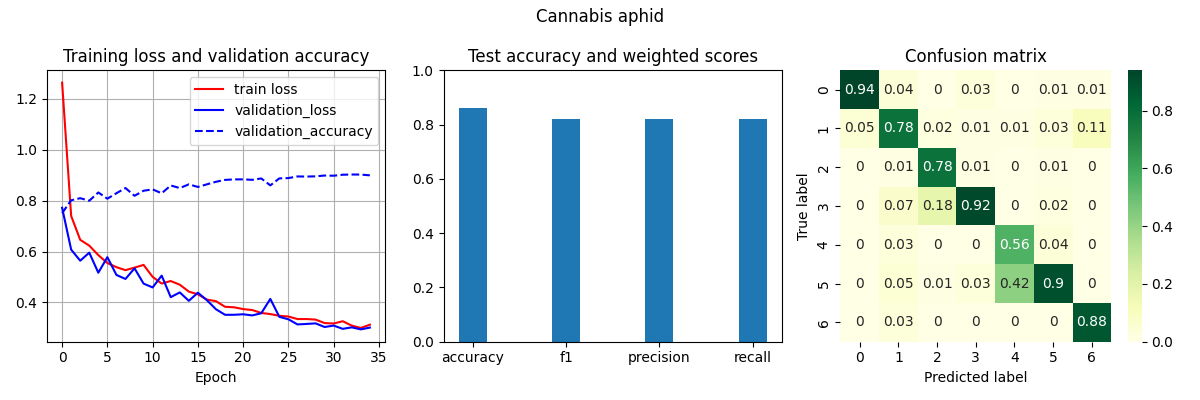 Cannabis aphid
Training loss and validation accuracy
train loss
validation_loss
validation_accuracy
1.2
1.0
0.8
0.6
0.4
0 5 10 15 20 25 30 35
Epoch
Test accuracy and weighted scores
1.0
0.8
0.6
0.4
0.2
0.0
accuracy f1 precision recall
Confusion matrix
True label
0 0.94 0.04 0 0.03 0 0.01 0.01
1 0.05 0.78 0.02 0.01 0.01 0.03 0.11
2 0 0.01 0.78 0.01 0 0 0
3 0 0.07 0.18 0.92 0 0.02 0
4 0 0.03 0 0 0.56 0.04 0
5 0 0.05 0.01 0.03 0.42 0.9 0
6 0 0.03 0 0 0 0 0.88
0 1 2 3 4 5 6
Predicted label
0.8
0.6
0.4
0.2
0.0